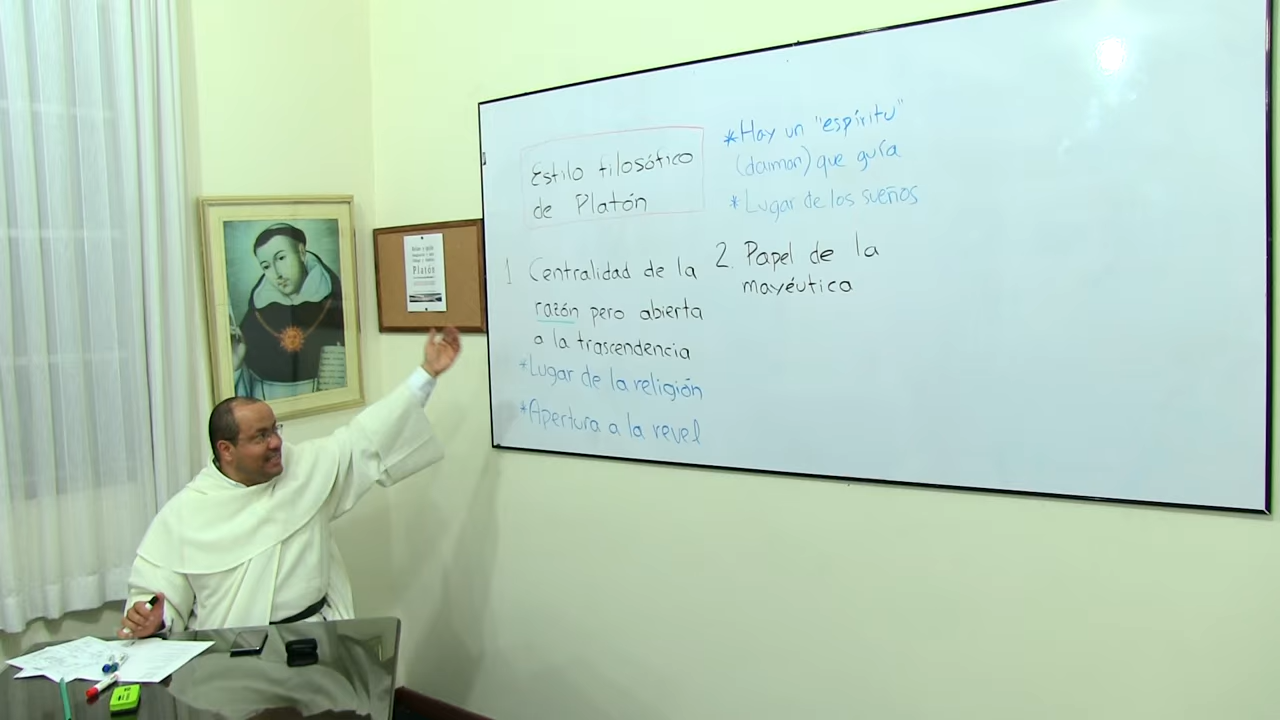 Estilo filosófico
de Platón
1 Centralidad de la
razón pero abierta
a la trascendencia
*Lugar de la religión
*Apertura a la revel
*Hay un "espíritu"
(daimon) que guía
*Lugar de los sueños
2. Papel de la
mayéutica
Platón